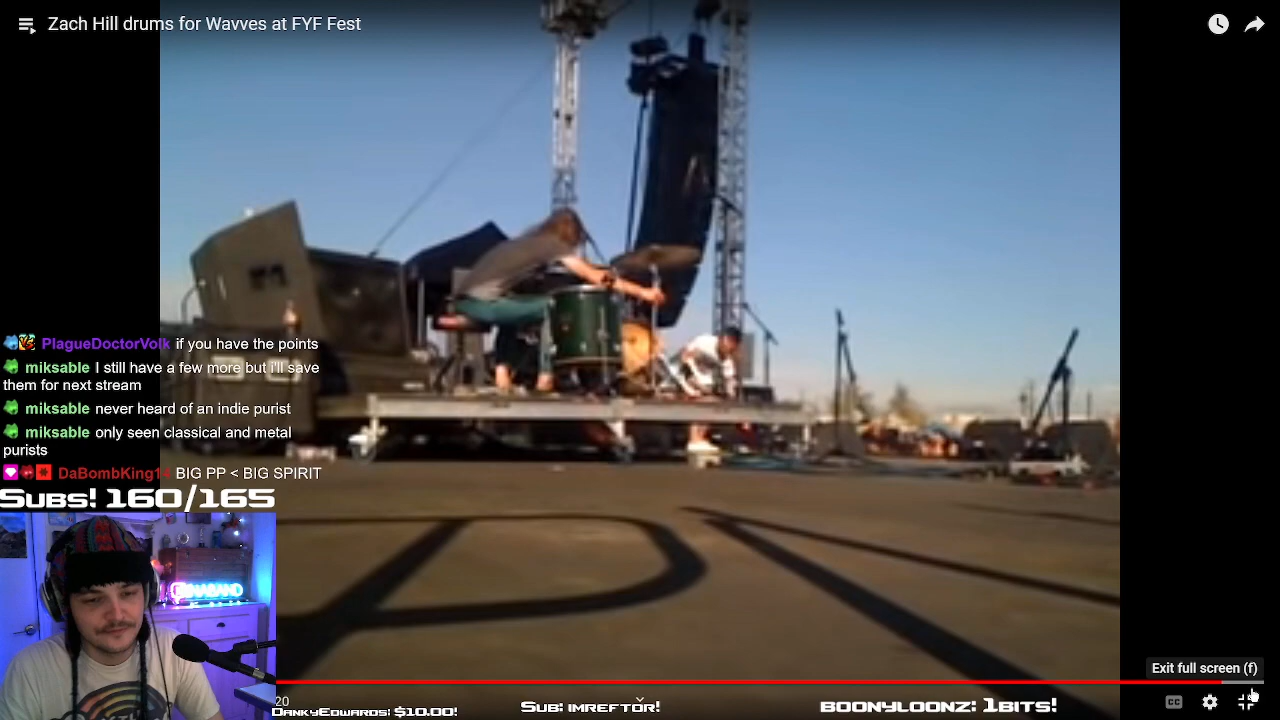 Zach Hill drums for Wavves at FYF Fest
PlagueDoctorVolk if you have the points
miksable I still have a few more but i'll save
them for next stream
miksable never heard of an indie purist
miksable only seen classical and metal
purists
DaBombKing14 BIG PP < BIG SPIRIT
Subs! 160/165
Exit full screen (f)
CC
20
DankyEdwards: $10.00!
Sub: imreftor!
boonyloonz: 1bits!